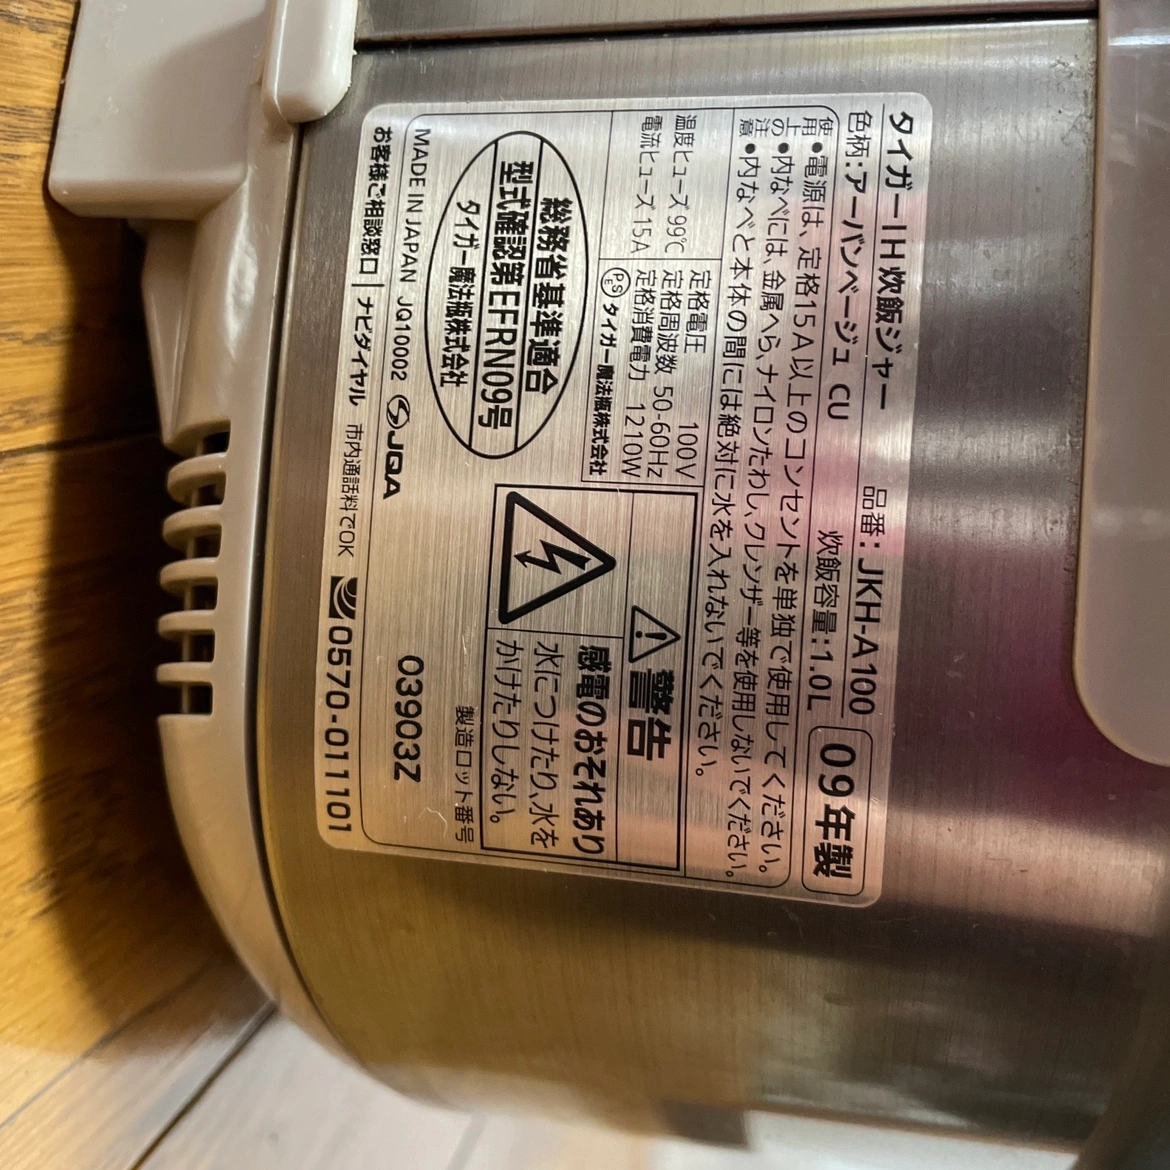 タイガーIH炊飯ジャー 品番：JKH-A100
色柄：アーバンベージュ CU 炊飯容量：1.0L
09年製
使用上の注意
●電源は、定格15A以上のコンセントを単独で使用してください。
●内なべには、金属へら、ナイロンたわし、クレンザー等を使用しないでください。
●内なべと本体の間には絶対に水を入れないでください。
温度ヒューズ 99℃
電流ヒューズ 15A
定格電圧 100V
定格周波数 50-60Hz
定格消費電力 1210W
PSE タイガー魔法瓶株式会社
警告
感電のおそれあり
水につけたり、水を
かけたりしない。
総務省基準適合
型式確認第EFRN09号
タイガー魔法瓶株式会社
製造ロット番号
03903Z
MADE IN JAPAN JQ10002 JQA
お客様ご相談窓口 ナビダイヤル 市内通話料でOK 0570-011101